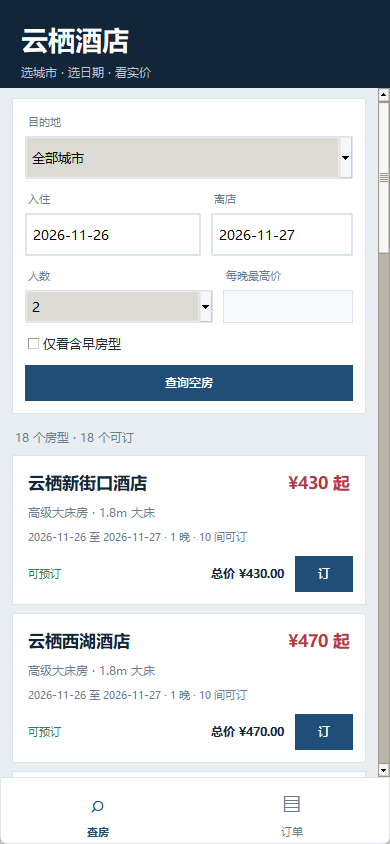 云栖酒店
选城市 · 选日期 · 看实价
目的地
全部城市
入住 离店
2026-11-26 2026-11-27
人数 每晚最高价
2
仅看含早房型
查询空房
18 个房型 · 18 个可订
云栖新街口酒店 ¥430 起
高级大床房 · 1.8m 大床
2026-11-26 至 2026-11-27 · 1 晚 · 10 间可订
可预订 总价 ¥430.00 订
云栖西湖酒店 ¥470 起
高级大床房 · 1.8m 大床
2026-11-26 至 2026-11-27 · 1 晚 · 10 间可订
可预订 总价 ¥470.00 订
查房 订单